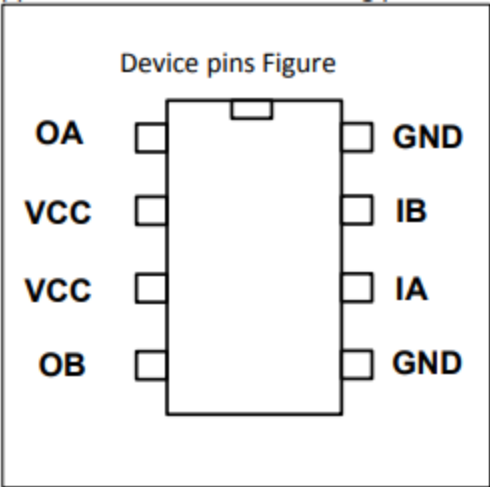 Device pins Figure
OA GND
VCC IB
VCC IA
OB GND